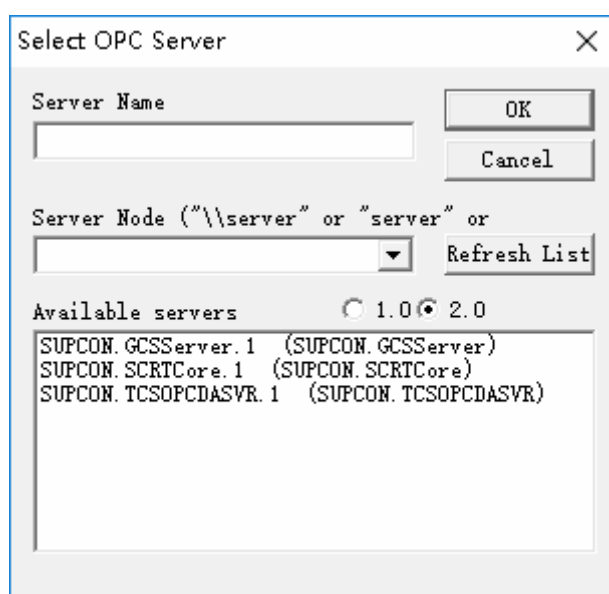 Select OPC Server
Server Name
OK
Cancel
Server Node ("\\server" or "server" or
Refresh List
Available servers 1.0 2.0
SUPCON.GCSServer.1 (SUPCON.GCSServer)
SUPCON.SCRTCore.1 (SUPCON.SCRTCore)
SUPCON.TCSOPCDASVR.1 (SUPCON.TCSOPCDASVR)